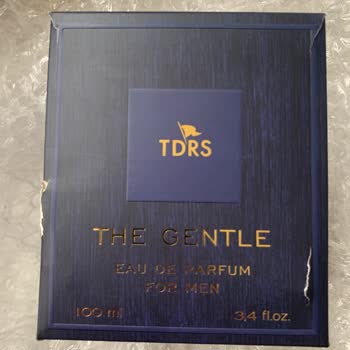 TDRS
THE GENTLE
EAU DE PARFUM
FOR MEN
100 ml 3,4 fl.oz.